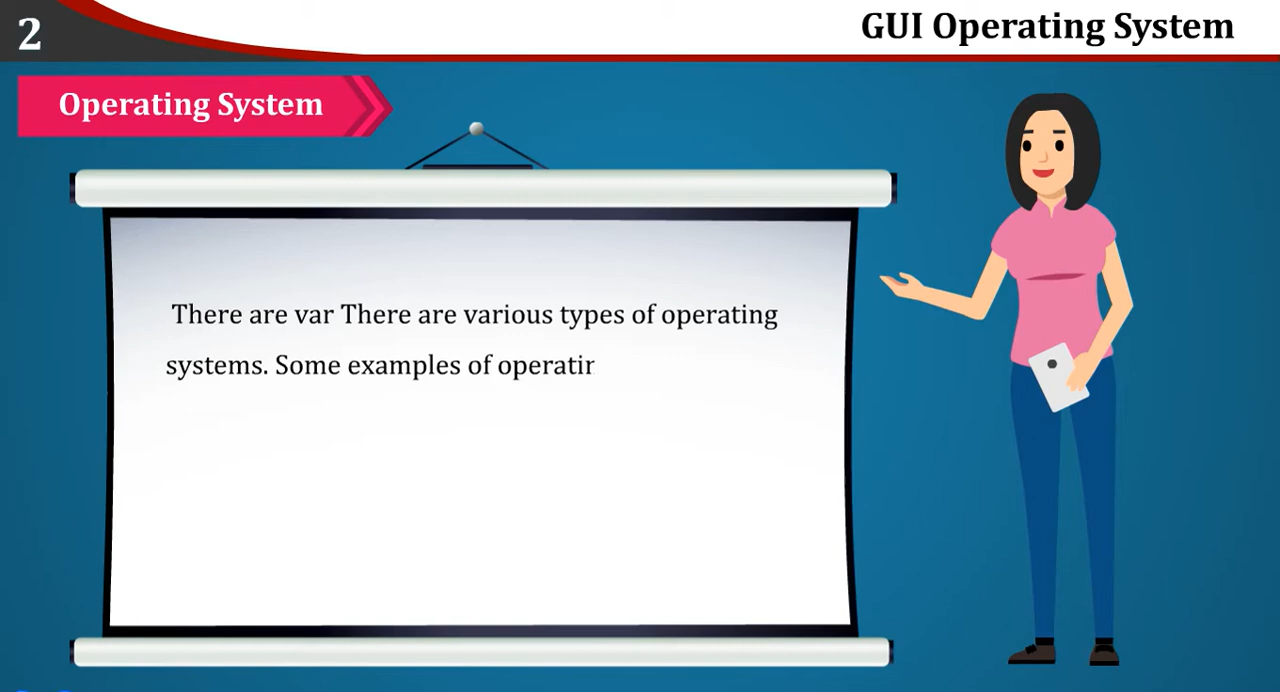 2
GUI Operating System
Operating System
There are var There are various types of operating
systems. Some examples of operatin